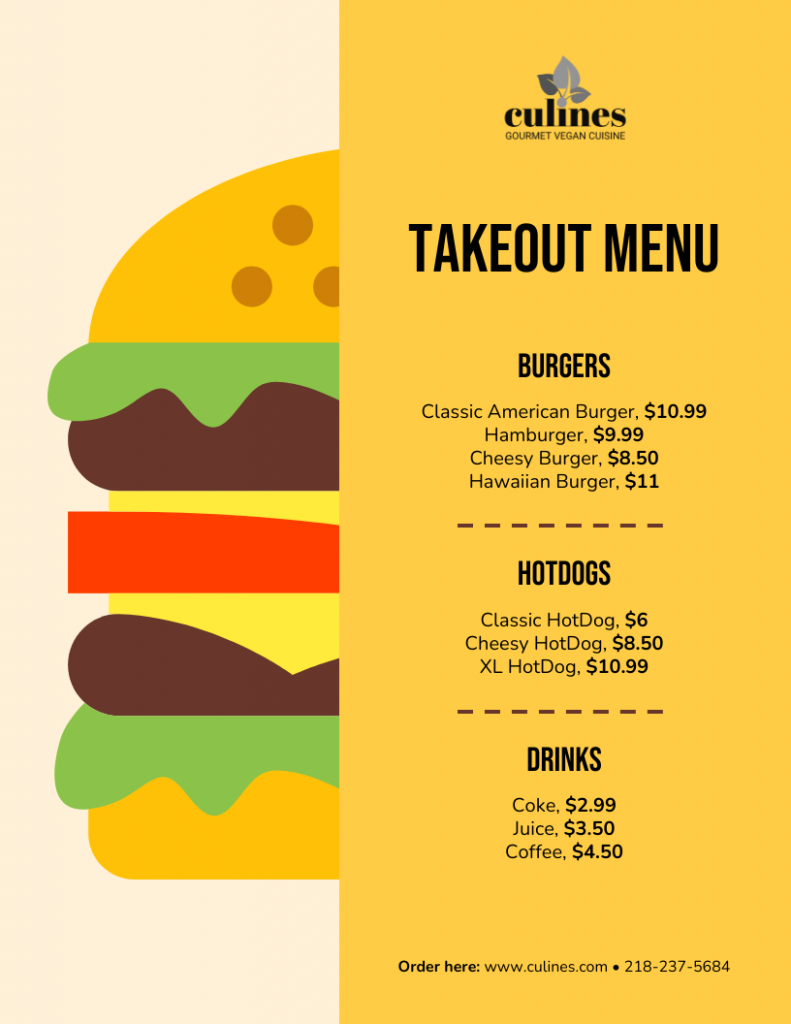 culines
GOURMET VEGAN CUISINE
TAKEOUT MENU
BURGERS
Classic American Burger, $10.99
Hamburger, $9.99
Cheesy Burger, $8.50
Hawaiian Burger, $11
HOTDOGS
Classic HotDog, $6
Cheesy HotDog, $8.50
XL HotDog, $10.99
DRINKS
Coke, $2.99
Juice, $3.50
Coffee, $4.50
Order here: www.culines.com • 218-237-5684